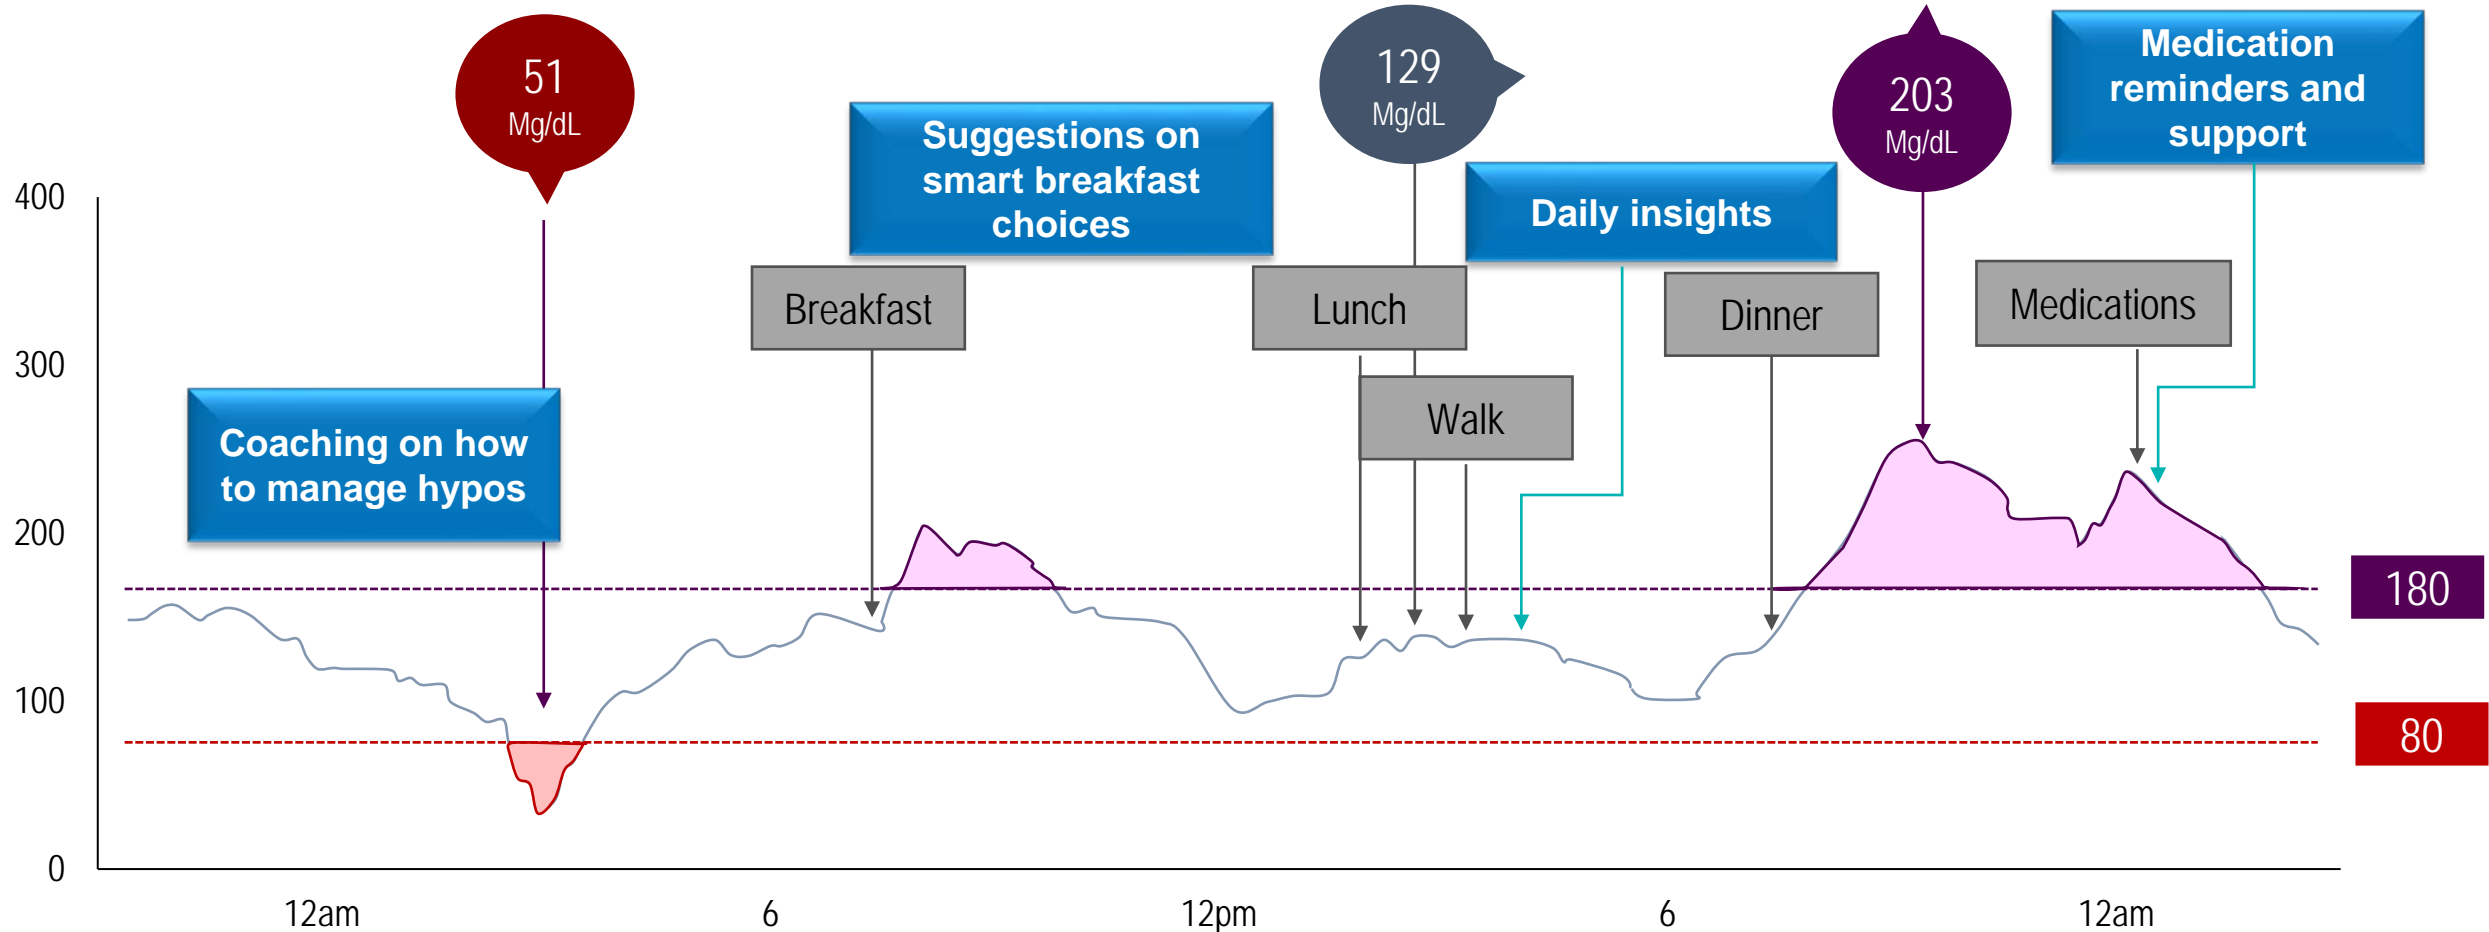 51
Mg/dL
129
Mg/dL
203
Mg/dL
Medication
reminders and
support
Suggestions on
smart breakfast
choices
Daily insights
Breakfast
Lunch
Dinner
Medications
Walk
Coaching on how
to manage hypos
400
300
200
100
0
180
80
12am
6
12pm
6
12am